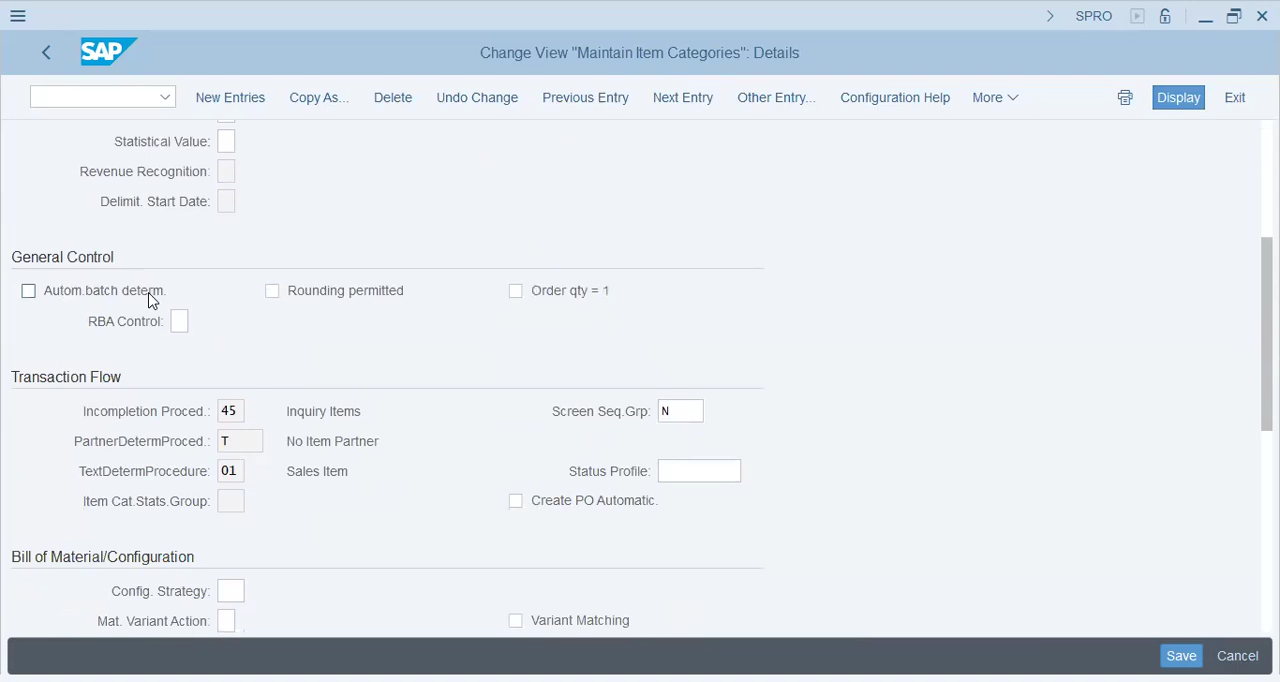 SPRO
SAP Change View "Maintain Item Categories": Details
New Entries Copy As... Delete Undo Change Previous Entry Next Entry Other Entry... Configuration Help More Display Exit
Statistical Value:
Revenue Recognition:
Delimit. Start Date:
General Control
Autom.batch determ. Rounding permitted Order qty = 1
RBA Control:
Transaction Flow
Incompletion Proced.: 45 Inquiry Items Screen Seq.Grp: N
PartnerDetermProced.: T No Item Partner
TextDetermProcedure: 01 Sales Item Status Profile:
Item Cat.Stats.Group: Create PO Automatic.
Bill of Material/Configuration
Config. Strategy:
Mat. Variant Action: Variant Matching
Save Cancel